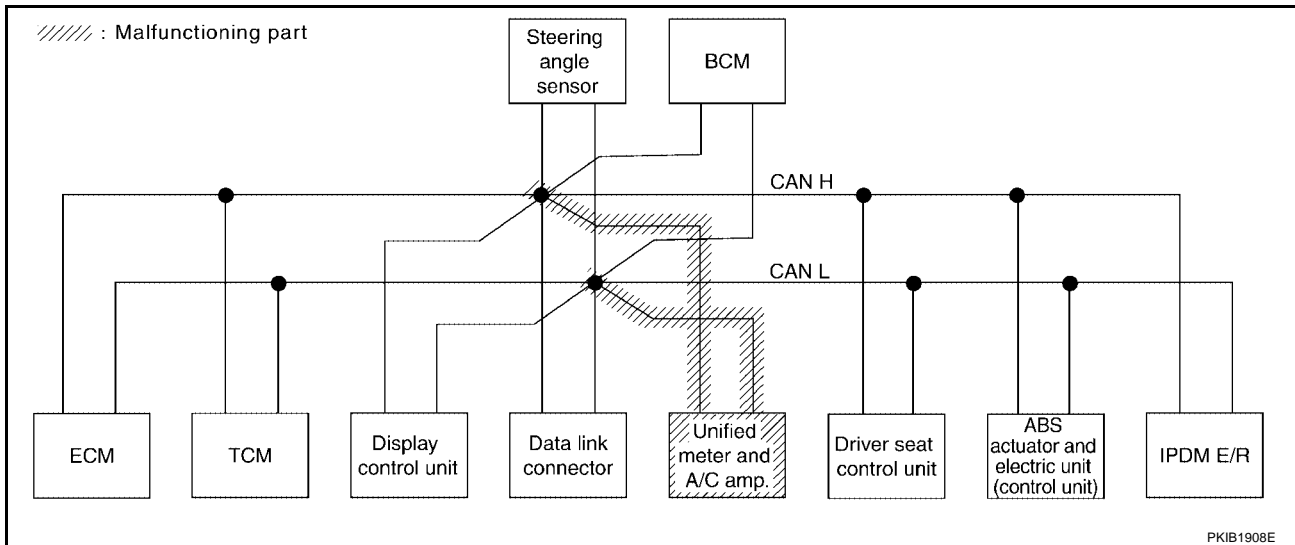 : Malfunctioning part
Steering
angle
sensor
BCM
CAN H
CAN L
ECM
TCM
Display
control unit
Data link
connector
Unified
meter and
A/C amp.
Driver seat
control unit
ABS
actuator and
electric unit
(control unit)
IPDM E/R
PKIB1908E